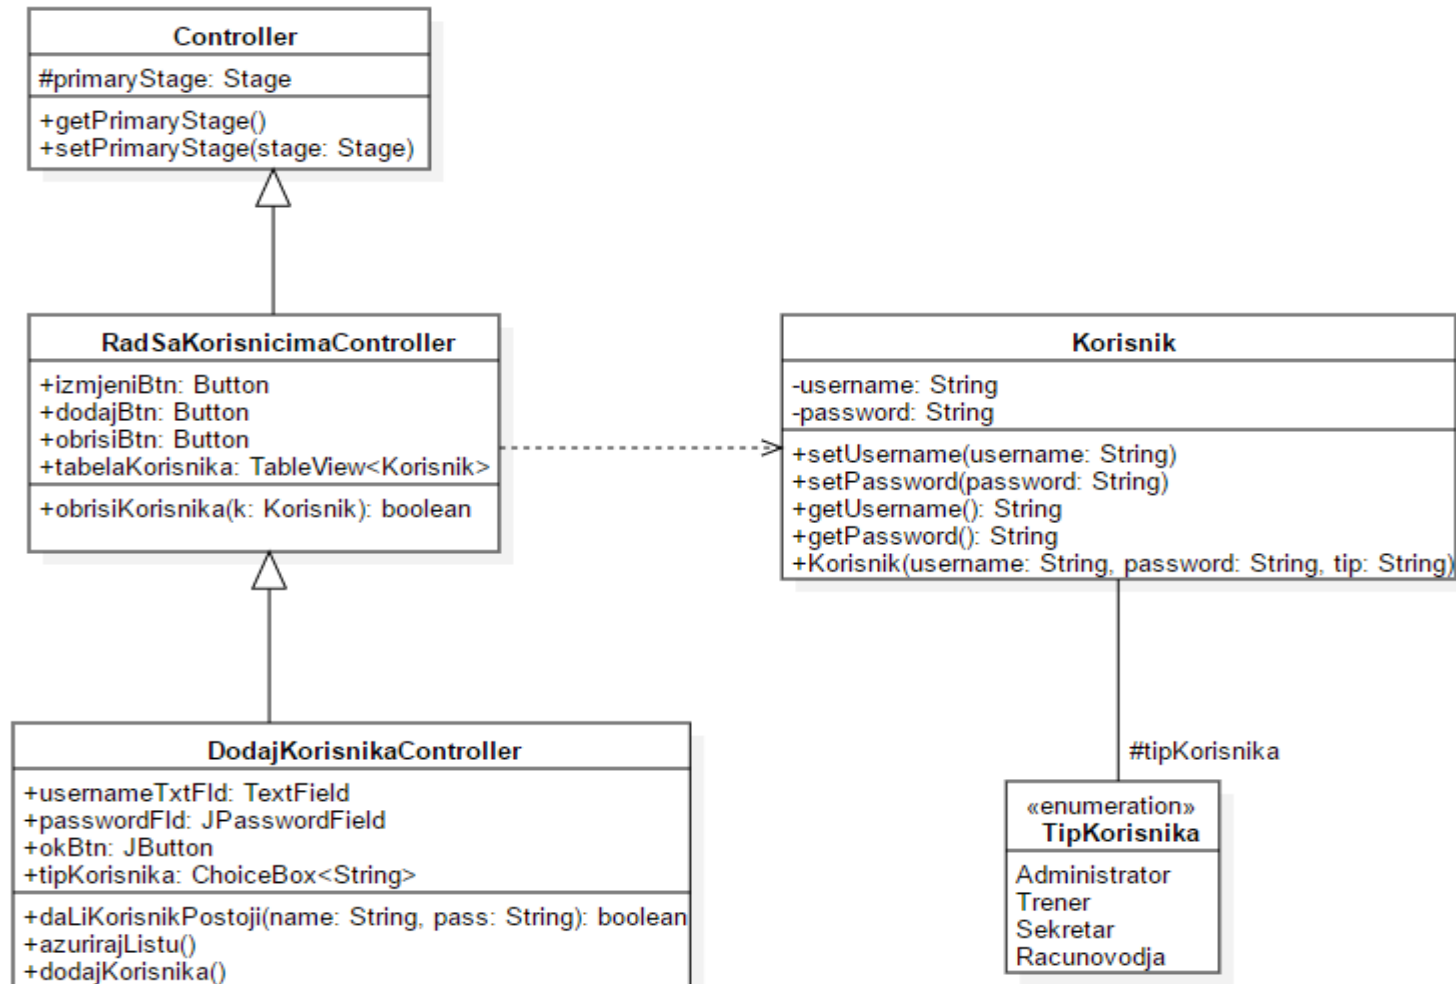 Controller
#primaryStage: Stage
+getPrimaryStage()
+setPrimaryStage(stage: Stage)
RadSaKorisnicimaController
+izmjeniBtn: Button
+dodajBtn: Button
+obrisiBtn: Button
+tabelaKorisnika: TableView<Korisnik>
+obrisiKorisnika(k: Korisnik): boolean
Korisnik
-username: String
-password: String
+setUsername(username: String)
+setPassword(password: String)
+getUsername(): String
+getPassword(): String
+Korisnik(username: String, password: String, tip: String)
DodajKorisnikaController
+usernameTxtFld: TextField
+passwordFld: JPasswordField
+okBtn: JButton
+tipKorisnika: ChoiceBox<String>
+daLiKorisnikPostoji(name: String, pass: String): boolean
+azurirajListu()
+dodajKorisnika()
#tipKorisnika
«enumeration»
TipKorisnika
Administrator
Trener
Sekretar
Racunovodja